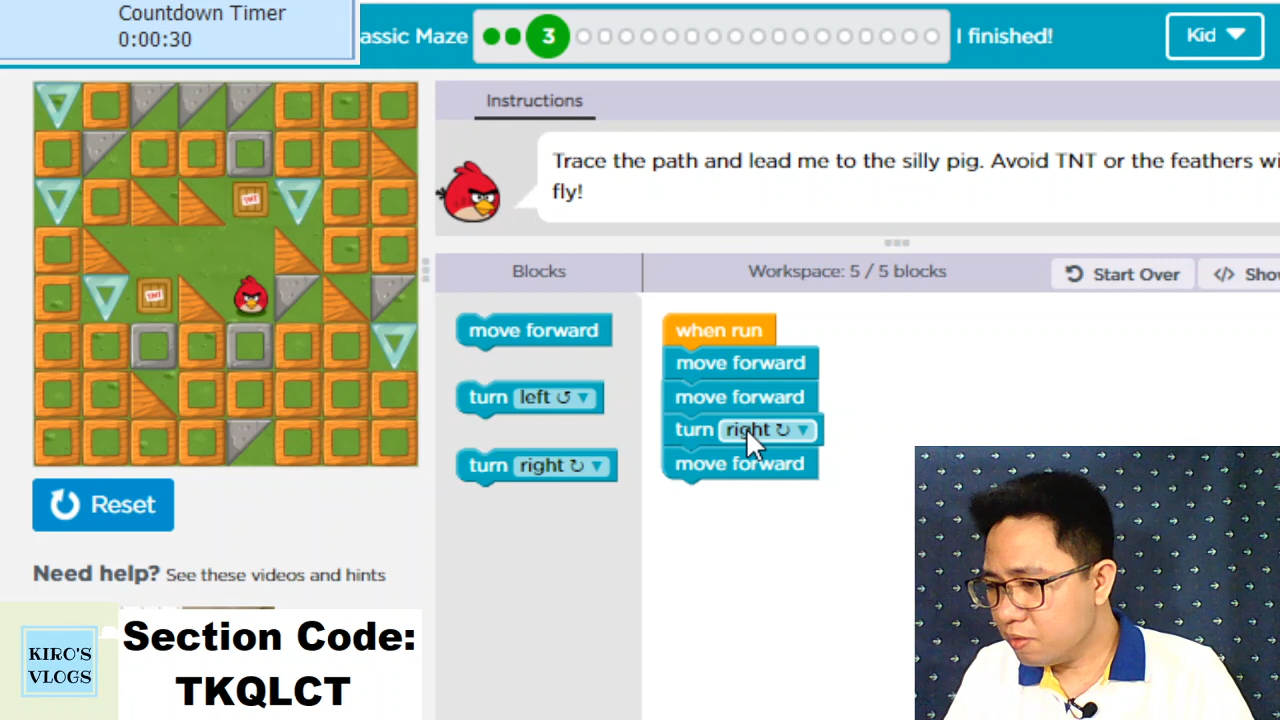 Countdown Timer
0:00:30
assic Maze
3
I finished!
Kid
Instructions
Trace the path and lead me to the silly pig. Avoid TNT or the feathers wi
fly!
TNT
TNT
Blocks
Workspace: 5 / 5 blocks
Start Over
</> Sho
move forward
turn left ↺
turn right ↻
when run
move forward
move forward
turn right ↻
move forward
Reset
Need help? See these videos and hints
KIRO'S
VLOGS
Section Code:
TKQLCT